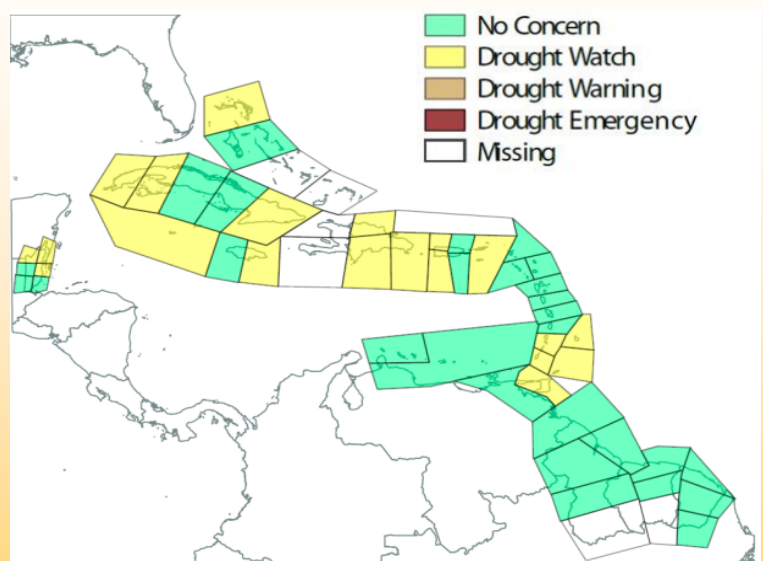 No Concern
Drought Watch
Drought Warning
Drought Emergency
Missing